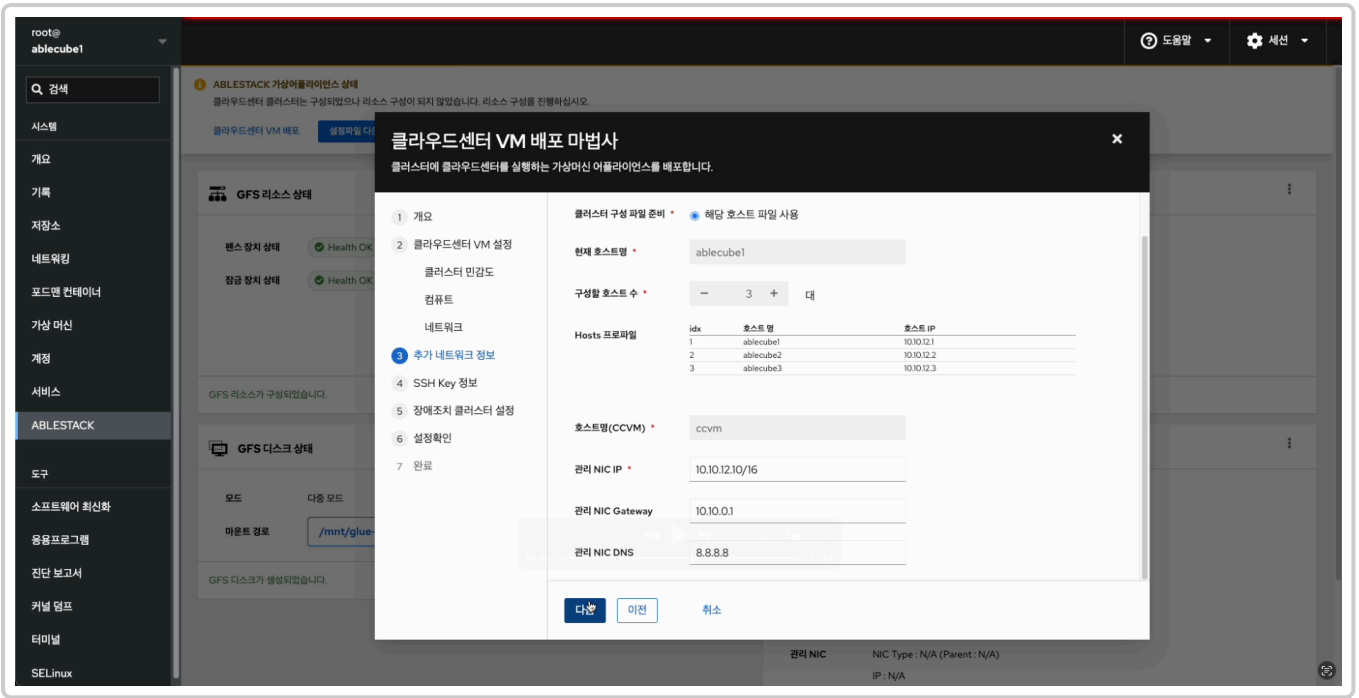 root@
ablecube1
도움말
세션
검색
시스템
개요
기록
저장소
네트워킹
포드맨 컨테이너
가상 머신
계정
서비스
ABLESTACK
도구
소프트웨어 최신화
응용프로그램
진단 보고서
커널 덤프
터미널
SELinux
ABLESTACK 가상어플라이언스 상태
클라우드센터 클러스터는 구성되었으나 리소스 구성이 되지 않았습니다. 리소스 구성을 진행하십시오.
클라우드센터 VM 배포
설정파일 다운
GFS 리소스 상태
펜스 장치 상태 Health OK
잠금 장치 상태 Health OK
GFS 리소스가 구성되었습니다.
GFS 디스크 상태
모드 다중 모드
마운트 경로 /mnt/glue-
GFS 디스크가 생성되었습니다.
클라우드센터 VM 배포 마법사
클러스터에 클라우드센터를 실행하는 가상머신 어플라이언스를 배포합니다.
1 개요
2 클라우드센터 VM 설정
클러스터 민감도
컴퓨트
네트워크
3 추가 네트워크 정보
4 SSH Key 정보
5 장애조치 클러스터 설정
6 설정확인
7 완료
클러스터 구성 파일 준비 * 해당 호스트 파일 사용
현재 호스트명 * ablecube1
구성할 호스트 수 * − 3 + 대
Hosts 프로파일
idx 호스트 명 호스트 IP
1 ablecube1 10.10.12.1
2 ablecube2 10.10.12.2
3 ablecube3 10.10.12.3
호스트명(CCVM) * ccvm
관리 NIC IP * 10.10.12.10/16
관리 NIC Gateway 10.10.0.1
관리 NIC DNS 8.8.8.8
다음 이전 취소
관리 NIC NIC Type : N/A (Parent : N/A)
IP : N/A